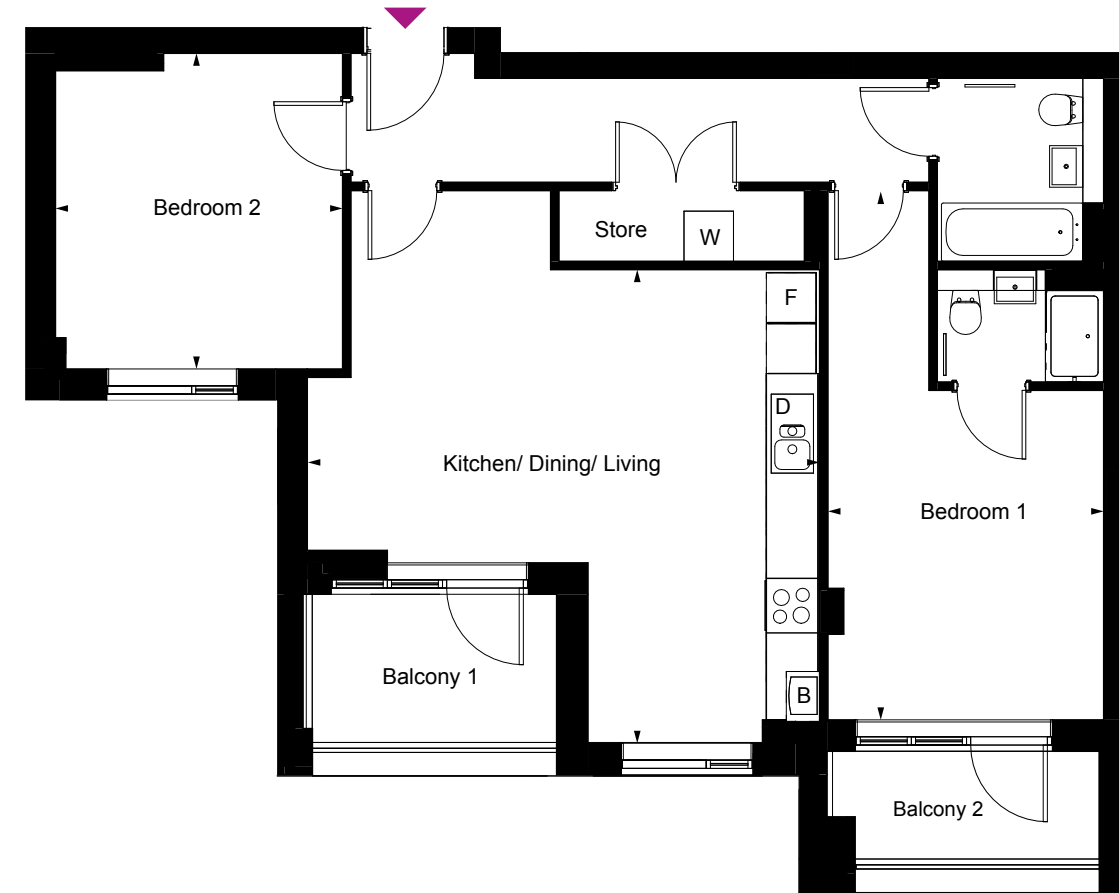 Bedroom 2
Store
W
F
D
Kitchen/ Dining/ Living
Bedroom 1
Balcony 1
B
Balcony 2